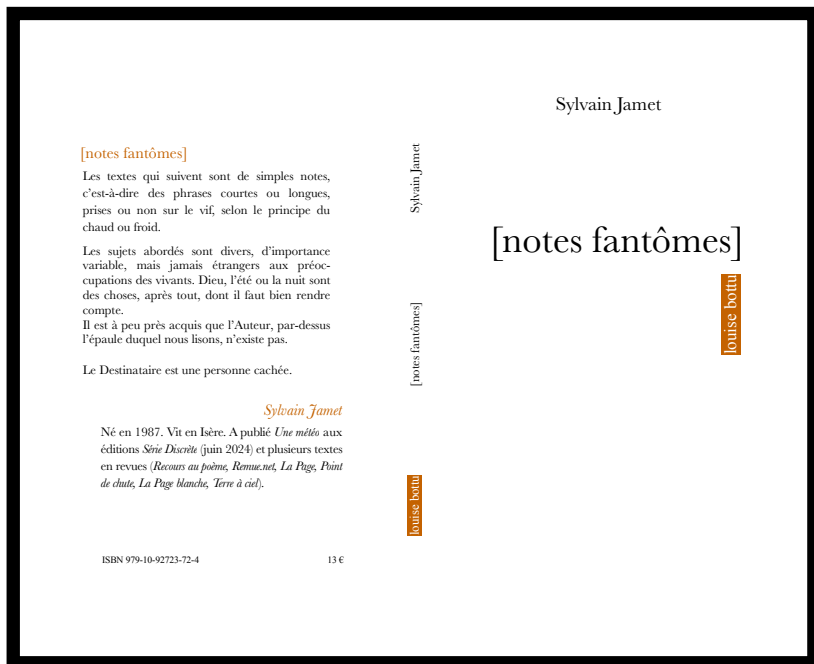 [notes fantômes]
Les textes qui suivent sont de simples notes,
c'est-à-dire des phrases courtes ou longues,
prises ou non sur le vif, selon le principe du
chaud ou froid.
Les sujets abordés sont divers, d'importance
variable, mais jamais étrangers aux préoc-
cupations des vivants. Dieu, l'été ou la nuit sont
des choses, après tout, dont il faut bien rendre
compte.
Il est à peu près acquis que l'Auteur, par-dessus
l'épaule duquel nous lisons, n'existe pas.
Le Destinataire est une personne cachée.
Sylvain Jamet
Né en 1987. Vit en Isère. A publié Une météo aux
éditions Série Discrète (juin 2024) et plusieurs textes
en revues (Recours au poème, Remue.net, La Page, Point
de chute, La Page blanche, Terre à ciel).
ISBN 979-10-92723-72-4 13 €
Sylvain Jamet
[notes fantômes]
louise bottu
Sylvain Jamet
[notes fantômes]
louise bottu